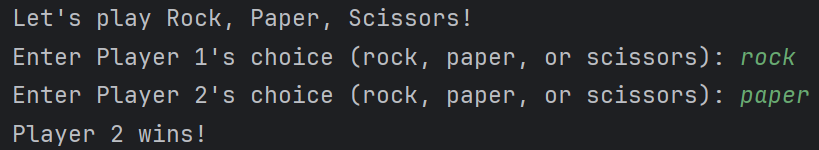 Let's play Rock, Paper, Scissors!
Enter Player 1's choice (rock, paper, or scissors): rock
Enter Player 2's choice (rock, paper, or scissors): paper
Player 2 wins!